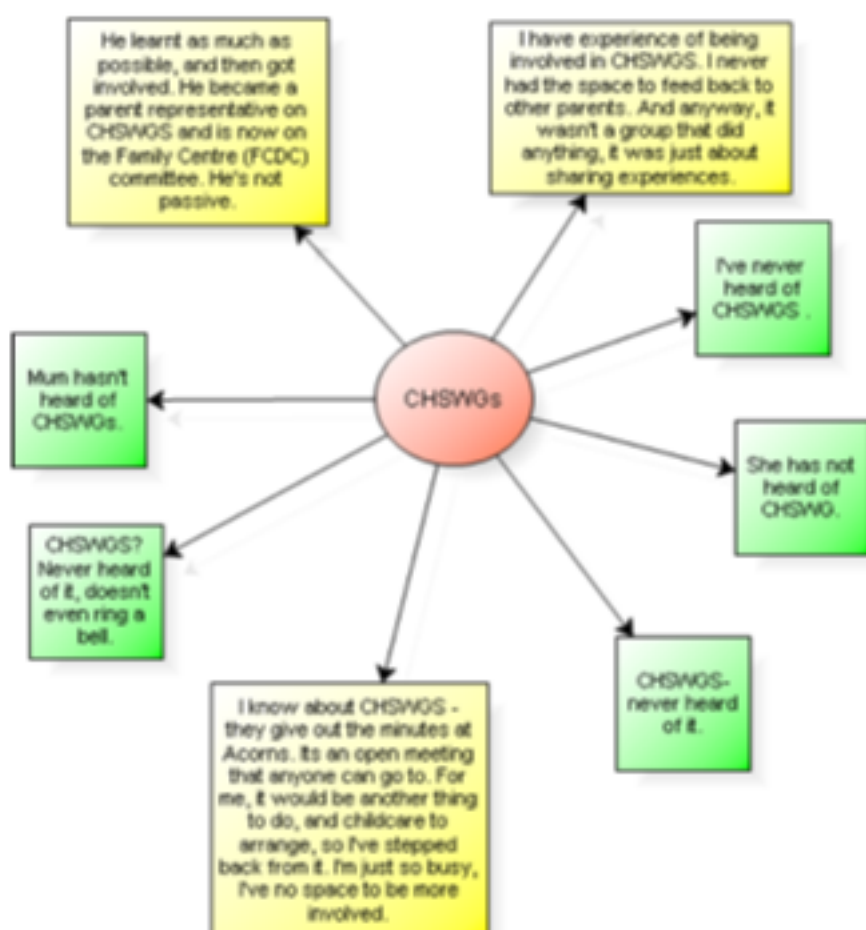 He learnt as much as
possible, and then got
involved. He became a
parent representative on
CHSWGS and is now on
the Family Centre (FCDC)
committee. He's not
passive.
I have experience of being
involved in CHSWGS. I never
had the space to feed back to
other parents. And anyway, it
wasn't a group that did
anything, it was just about
sharing experiences.
I've never
heard of
CHSWGS .
Mum hasn't
heard of
CHSWGs.
CHSWGs
She has not
heard of
CHSWG.
CHSWGS?
Never heard
of it, doesn't
even ring a
bell.
CHSWGS-
never heard
of it.
I know about CHSWGS -
they give out the minutes at
Acorns. Its an open meeting
that anyone can go to. For
me, it would be another thing
to do, and childcare to
arrange, so I've stepped
back from it. I'm just so busy,
I've no space to be more
involved.